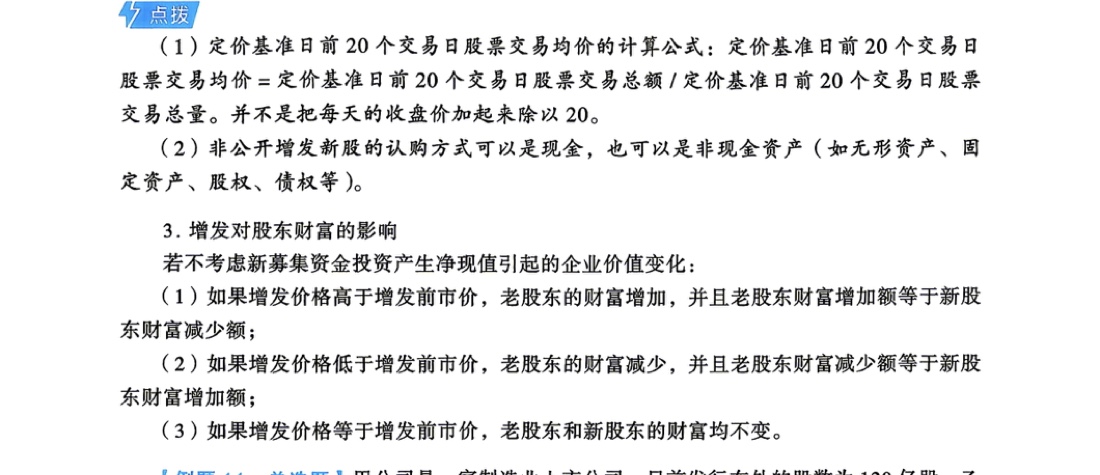 点拨
（1）定价基准日前 20 个交易日股票交易均价的计算公式：定价基准日前 20 个交易日
股票交易均价 = 定价基准日前 20 个交易日股票交易总额 / 定价基准日前 20 个交易日股票
交易总量。并不是把每天的收盘价加起来除以 20。
（2）非公开增发新股的认购方式可以是现金，也可以是非现金资产（如无形资产、固
定资产、股权、债权等）。
3. 增发对股东财富的影响
若不考虑新募集资金投资产生净现值引起的企业价值变化：
（1）如果增发价格高于增发前市价，老股东的财富增加，并且老股东财富增加额等于新股
东财富减少额；
（2）如果增发价格低于增发前市价，老股东的财富减少，并且老股东财富减少额等于新股
东财富增加额；
（3）如果增发价格等于增发前市价，老股东和新股东的财富均不变。